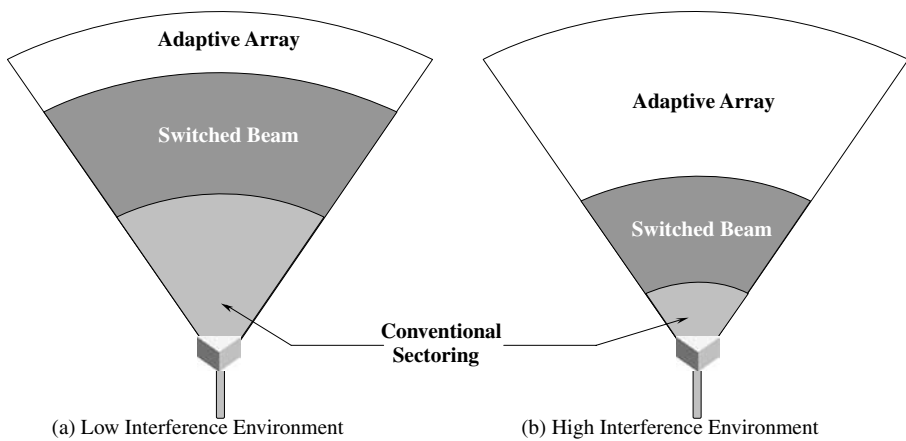 Adaptive Array
Switched Beam
Adaptive Array
Switched Beam
Conventional
Sectoring
(a) Low Interference Environment
(b) High Interference Environment